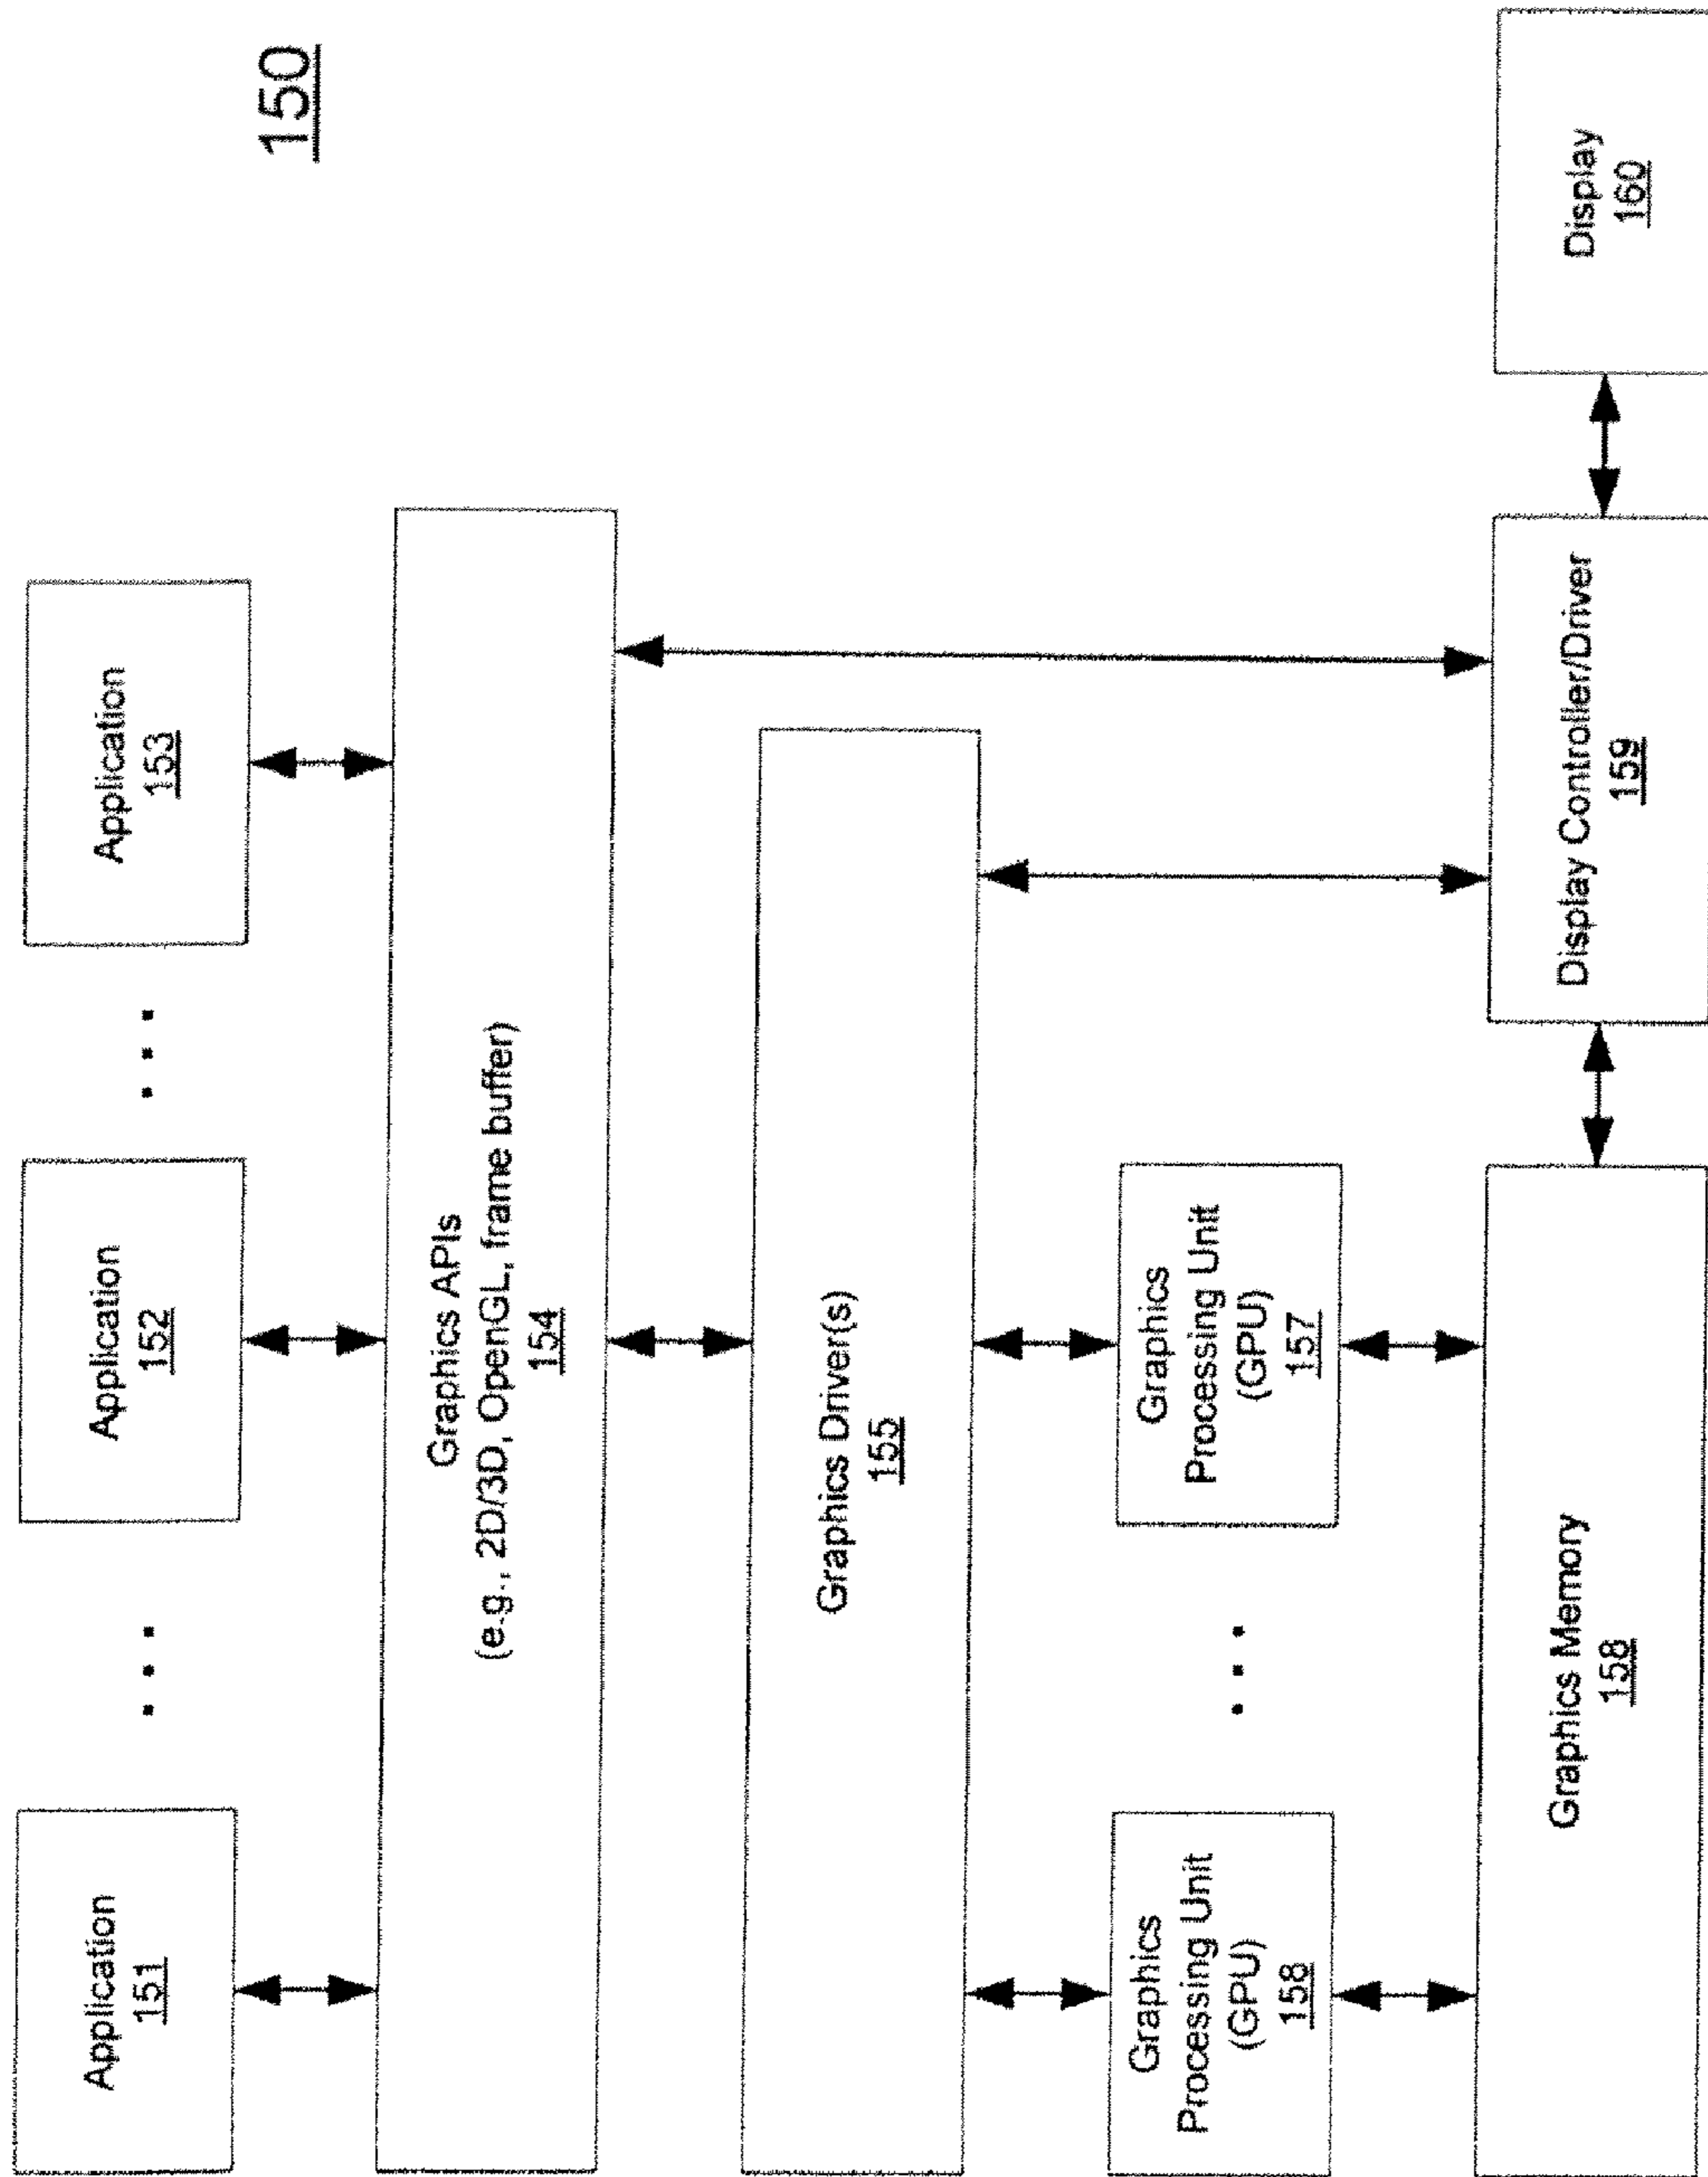 150
Application
151
Application
152
Application
153
Graphics APIs
(e.g., 2D/3D, OpenGL, frame buffer)
154
Graphics Driver(s)
155
Graphics
Processing Unit
(GPU)
158
Graphics
Processing Unit
(GPU)
157
Graphics Memory
158
Display Controller/Driver
159
Display
160